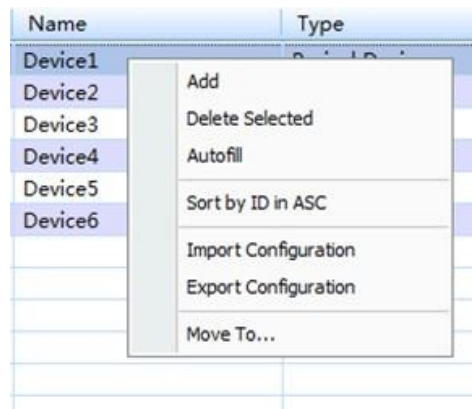 Name Type
Device1
Device2
Device3
Device4
Device5
Device6
Add
Delete Selected
Autofill
Sort by ID in ASC
Import Configuration
Export Configuration
Move To...